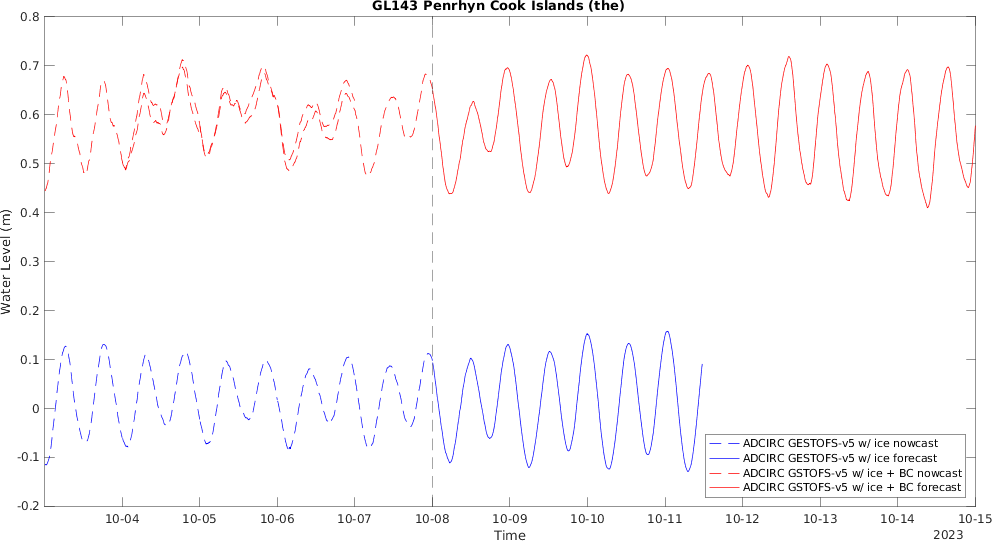 GL143 Penrhyn Cook Islands (the)
0.8
0.7
0.6
0.5
0.4
0.3
0.2
0.1
0
-0.1
-0.2
Water Level (m)
ADCIRC GESTOFS-v5 w/ ice nowcast
ADCIRC GESTOFS-v5 w/ ice forecast
ADCIRC GSTOFS-v5 w/ ice + BC nowcast
ADCIRC GSTOFS-v5 w/ ice + BC forecast
10-04 10-05 10-06 10-07 10-08 10-09 10-10 10-11 10-12 10-13 10-14 10-15
Time
2023